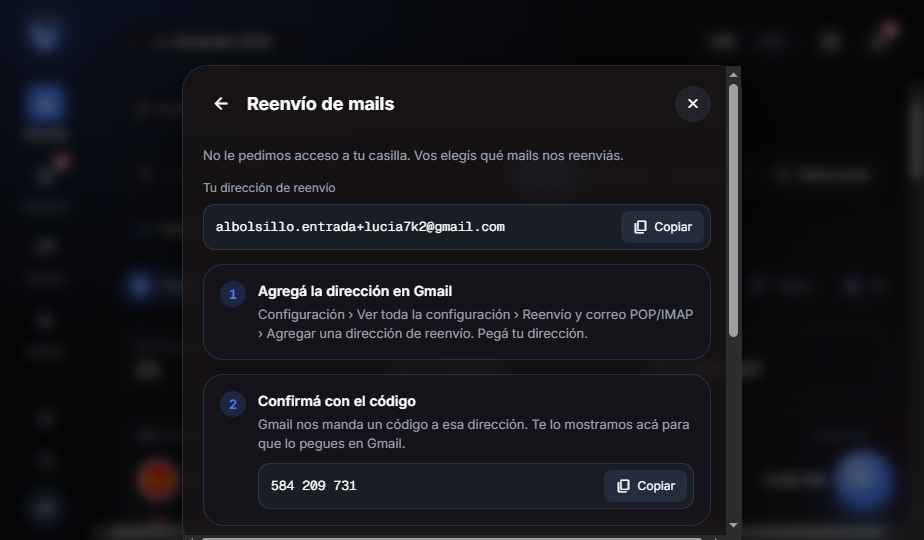 Reenvío de mails
No le pedimos acceso a tu casilla. Vos elegís qué mails nos reenviás.
Tu dirección de reenvío
albolsillo.entrada+lucia7k2@gmail.com
Copiar
1
Agregá la dirección en Gmail
Configuración › Ver toda la configuración › Reenvío y correo POP/IMAP
› Agregar una dirección de reenvío. Pegá tu dirección.
2
Confirmá con el código
Gmail nos manda un código a esa dirección. Te lo mostramos acá para
que lo pegues en Gmail.
584 209 731
Copiar